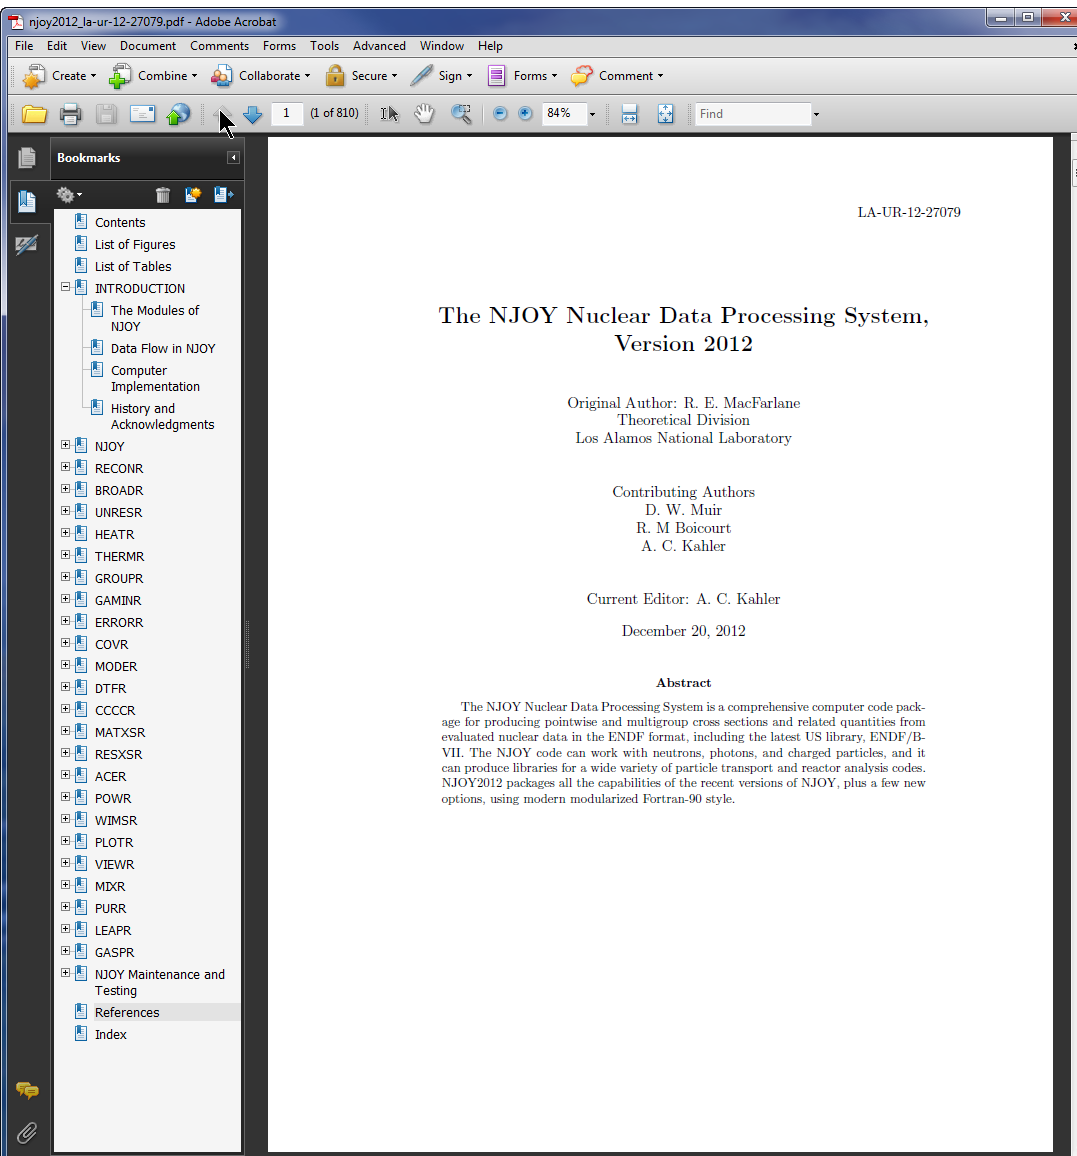 njoy2012_la-ur-12-27079.pdf - Adobe Acrobat
File Edit View Document Comments Forms Tools Advanced Window Help
Create Combine Collaborate Secure Sign Forms Comment
1 (1 of 810) 84% Find
Bookmarks
Contents
List of Figures
List of Tables
INTRODUCTION
The Modules of
NJOY
Data Flow in NJOY
Computer
Implementation
History and
Acknowledgments
NJOY
RECONR
BROADR
UNRESR
HEATR
THERMR
GROUPR
GAMINR
ERRORR
COVR
MODER
DTFR
CCCCR
MATXSR
RESXSR
ACER
POWR
WIMSR
PLOTR
VIEWR
MIXR
PURR
LEAPR
GASPR
NJOY Maintenance and
Testing
References
Index
LA-UR-12-27079
The NJOY Nuclear Data Processing System,
Version 2012
Original Author: R. E. MacFarlane
Theoretical Division
Los Alamos National Laboratory
Contributing Authors
D. W. Muir
R. M Boicourt
A. C. Kahler
Current Editor: A. C. Kahler
December 20, 2012
Abstract
The NJOY Nuclear Data Processing System is a comprehensive computer code pack-
age for producing pointwise and multigroup cross sections and related quantities from
evaluated nuclear data in the ENDF format, including the latest US library, ENDF/B-
VII. The NJOY code can work with neutrons, photons, and charged particles, and it
can produce libraries for a wide variety of particle transport and reactor analysis codes.
NJOY2012 packages all the capabilities of the recent versions of NJOY, plus a few new
options, using modern modularized Fortran-90 style.